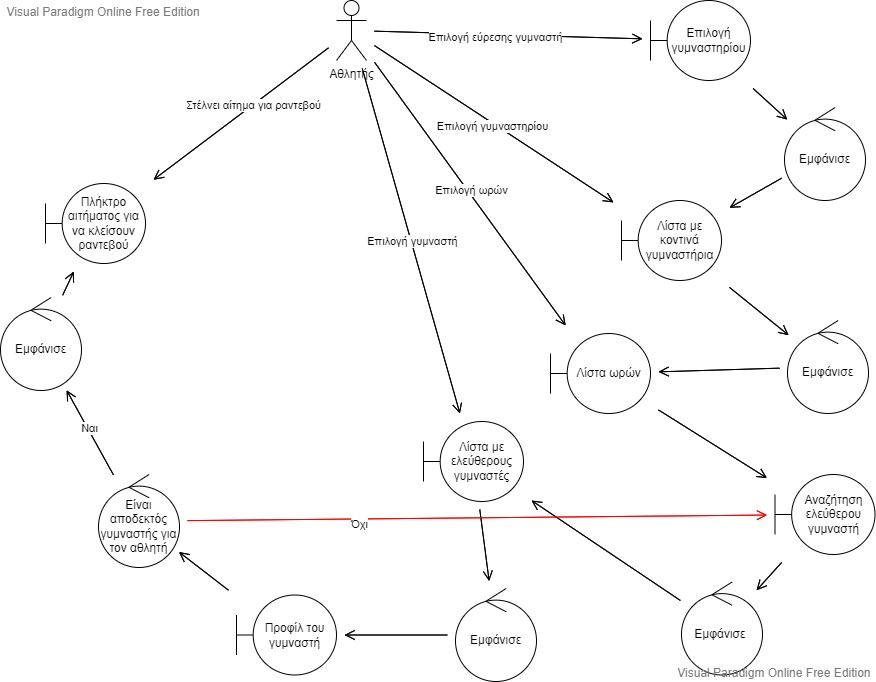 Visual Paradigm Online Free Edition
Αθλητής
Επιλογή εύρεσης γυμναστή
Επιλογή
γυμναστηρίου
Στέλνει αίτημα για ραντεβού
Επιλογή γυμναστηρίου
Εμφάνισε
Επιλογή ωρών
Πλήκτρο
αιτήματος για
να κλείσουν
ραντεβού
Λίστα με
κοντινά
γυμναστήρια
Επιλογή γυμναστή
Εμφάνισε
Λίστα ωρών
Εμφάνισε
Ναι
Λίστα με
ελεύθερους
γυμναστές
Είναι
αποδεκτός
γυμναστής για
τον αθλητή
Όχι
Αναζήτηση
ελεύθερου
γυμναστή
Προφίλ του
γυμναστή
Εμφάνισε
Εμφάνισε
Visual Paradigm Online Free Edition